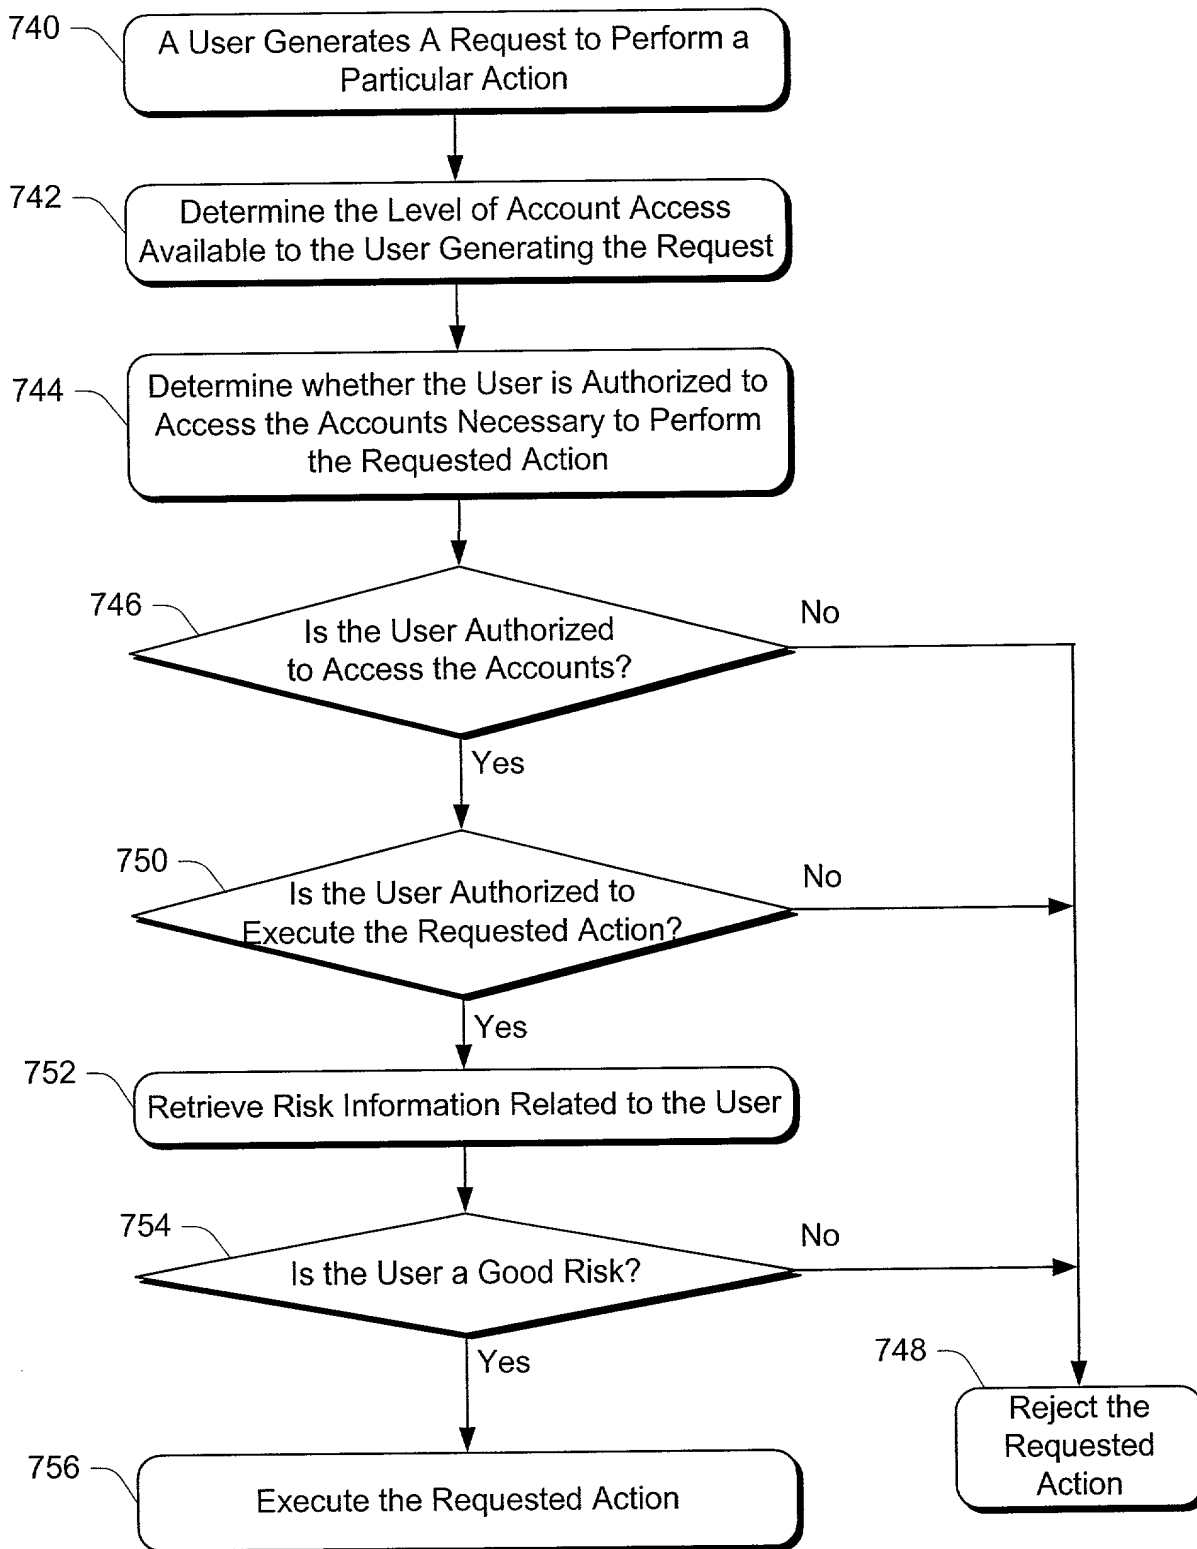 740
A User Generates A Request to Perform a
Particular Action
742
Determine the Level of Account Access
Available to the User Generating the Request
744
Determine whether the User is Authorized to
Access the Accounts Necessary to Perform
the Requested Action
746
Is the User Authorized
to Access the Accounts?
No
Yes
750
Is the User Authorized to
Execute the Requested Action?
No
Yes
752
Retrieve Risk Information Related to the User
754
Is the User a Good Risk?
No
Yes
748
Reject the
Requested
Action
756
Execute the Requested Action